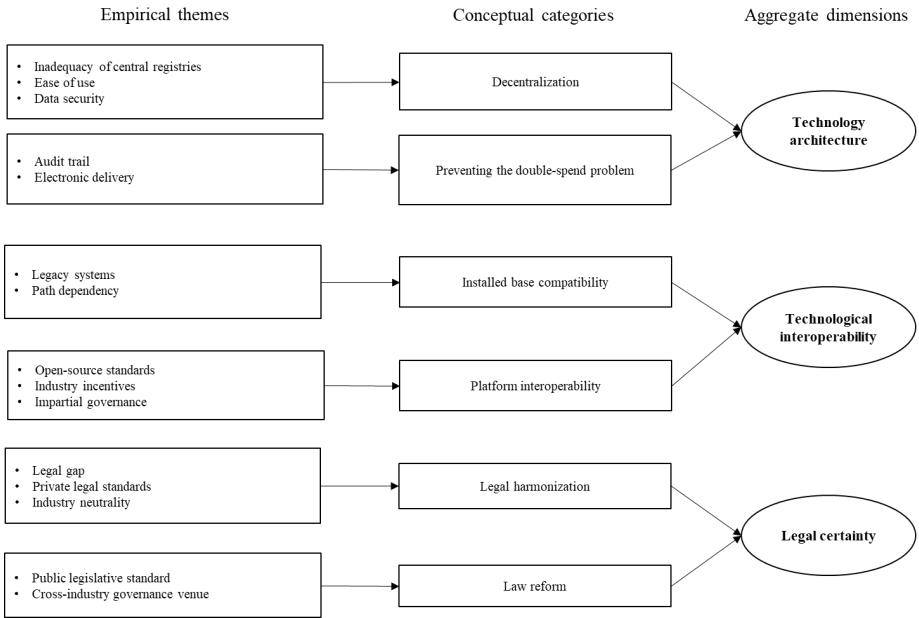 Empirical themes
Conceptual categories
Aggregate dimensions
• Inadequacy of central registries
• Ease of use
• Data security
Decentralization
• Audit trail
• Electronic delivery
Preventing the double-spend problem
Technology
architecture
• Legacy systems
• Path dependency
Installed base compatibility
• Open-source standards
• Industry incentives
• Impartial governance
Platform interoperability
Technological
interoperability
• Legal gap
• Private legal standards
• Industry neutrality
Legal harmonization
• Public legislative standard
• Cross-industry governance venue
Law reform
Legal certainty